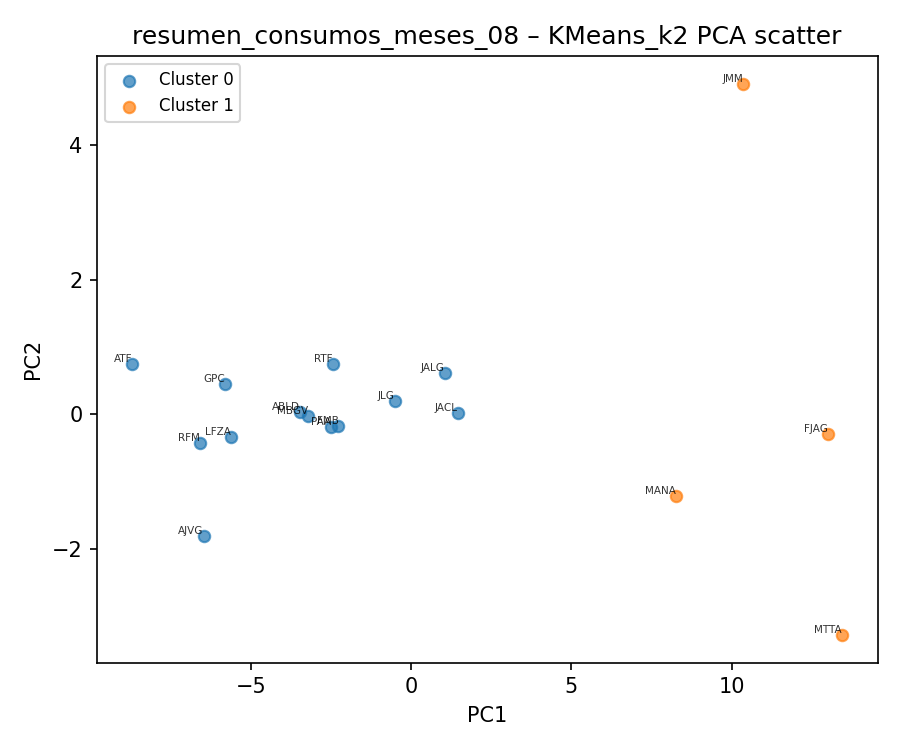 resumen_consumos_meses_08 – KMeans_k2 PCA scatter
Cluster 0
Cluster 1
JMM
4
2
ATF
RTF
JALG
GPC
JLG
ABLD
JACL
MBGV
0
PC2
FMB
LFZA
RFM
FJAG
MANA
AJVG
−2
MTTA
−5
0
5
10
PC1